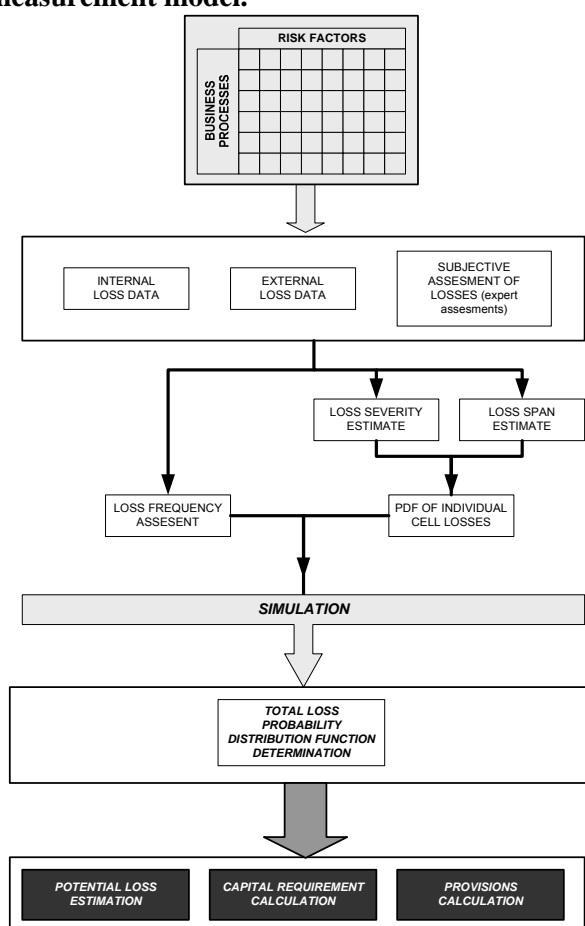 measurement model.
RISK FACTORS
BUSINESS
PROCESSES
INTERNAL
LOSS DATA
EXTERNAL
LOSS DATA
SUBJECTIVE
ASSESMENT OF
LOSSES (expert
assesments)
LOSS SEVERITY
ESTIMATE
LOSS SPAN
ESTIMATE
LOSS FREQUENCY
ASSESENT
PDF OF INDIVIDUAL
CELL LOSSES
SIMULATION
TOTAL LOSS
PROBABILITY
DISTRIBUTION FUNCTION
DETERMINATION
POTENTIAL LOSS
ESTIMATION
CAPITAL REQUIREMENT
CALCULATION
PROVISIONS
CALCULATION